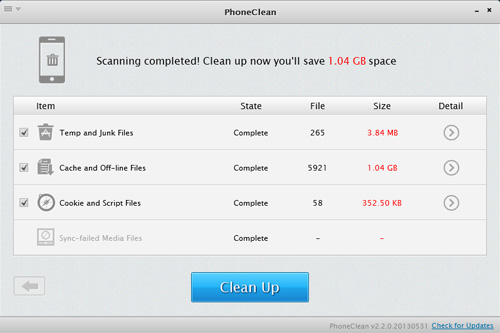 PhoneClean
Scanning completed! Clean up now you'll save 1.04 GB space
Item State File Size Detail
Temp and Junk Files Complete 265 3.84 MB
Cache and Off-line Files Complete 5921 1.04 GB
Cookie and Script Files Complete 58 352.50 KB
Sync-failed Media Files Complete - -
Clean Up
PhoneClean v2.2.0.20130531 Check for Updates